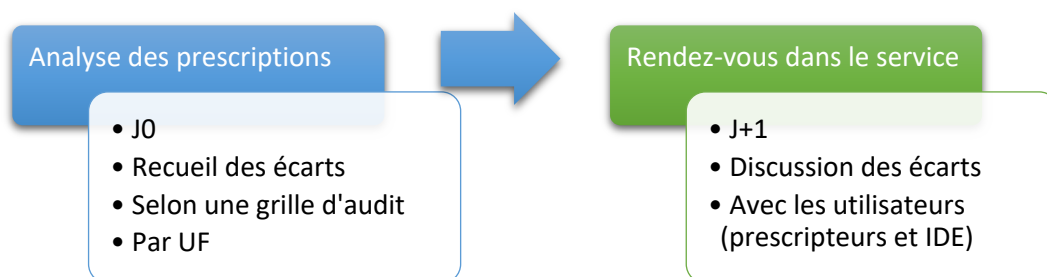 Analyse des prescriptions
• J0
• Recueil des écarts
• Selon une grille d'audit
• Par UF
Rendez-vous dans le service
• J+1
• Discussion des écarts
• Avec les utilisateurs
(prescripteurs et IDE)